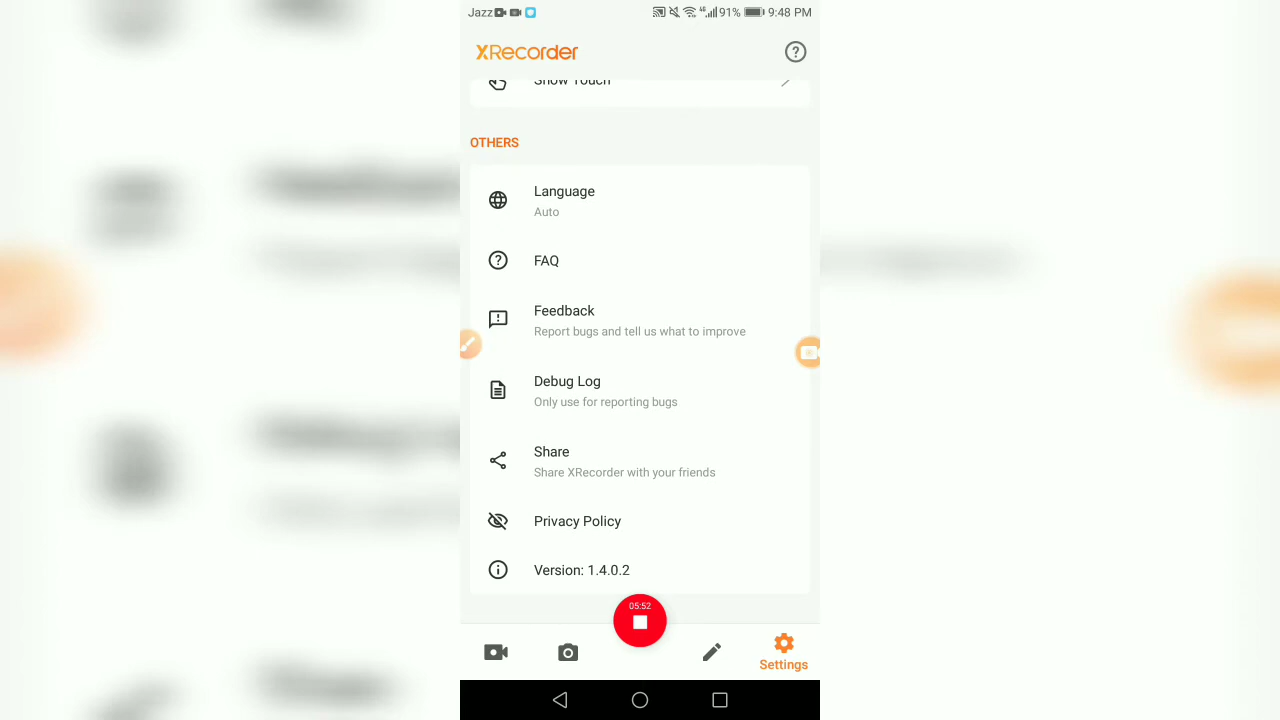 Jazz 4G 91% 9:48 PM
XRecorder
Show Touch
OTHERS
Language
Auto
FAQ
Feedback
Report bugs and tell us what to improve
Debug Log
Only use for reporting bugs
Share
Share XRecorder with your friends
Privacy Policy
Version: 1.4.0.2
05:52
Settings